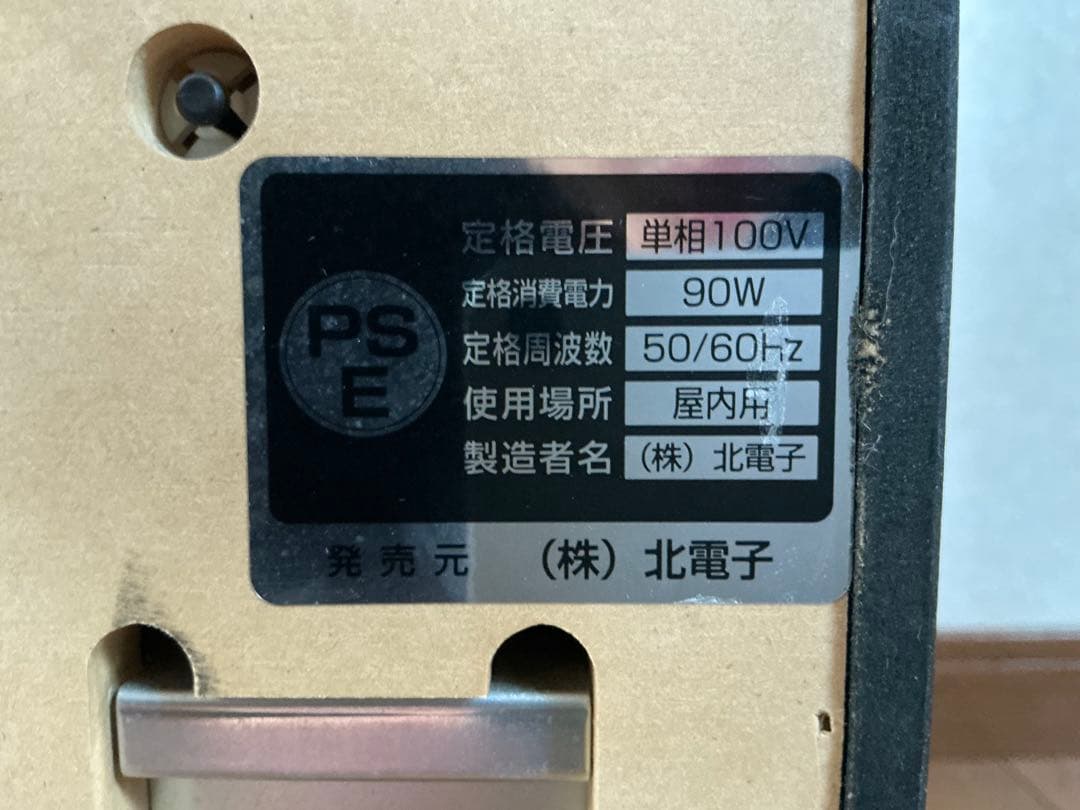 PS
E
定格電圧 単相100V
定格消費電力 90W
定格周波数 50/60Hz
使用場所 屋内用
製造者名 (株) 北電子
発売元 (株) 北電子